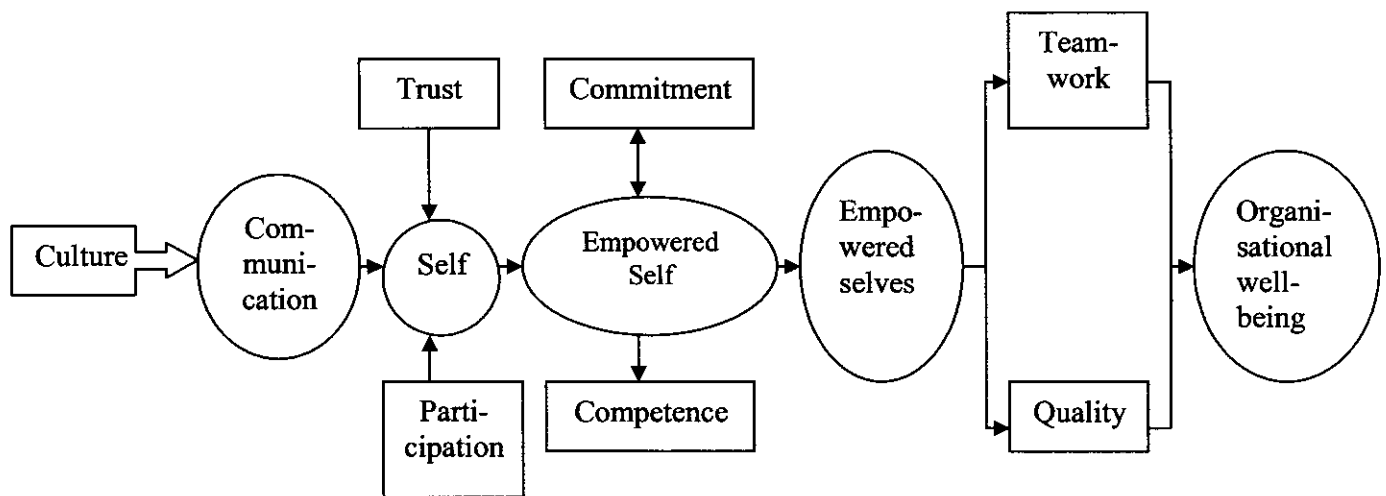 Culture
Com-
muni-
cation
Trust
Self
Parti-
cipation
Commitment
Empowered
Self
Competence
Empo-
wered
selves
Team-
work
Quality
Organi-
sational
well-
being